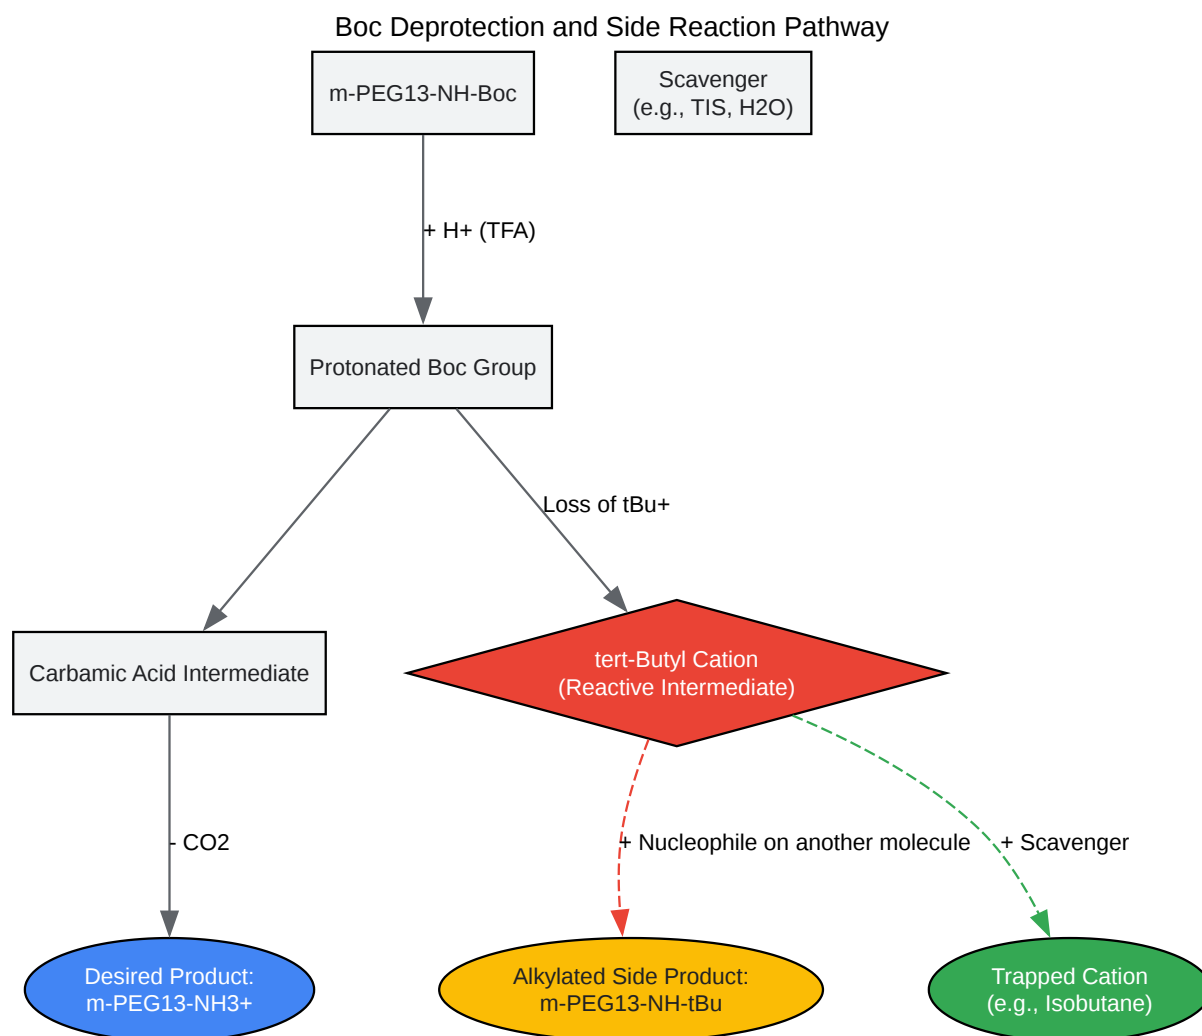 Boc Deprotection and Side Reaction Pathway
m-PEG13-NH-Boc
Scavenger
(e.g., TIS, H2O)
+ H+ (TFA)
Protonated Boc Group
Loss of tBu+
Carbamic Acid Intermediate
tert-Butyl Cation
(Reactive Intermediate)
- CO2
+ Nucleophile on another molecule
+ Scavenger
Desired Product:
m-PEG13-NH3+
Alkylated Side Product:
m-PEG13-NH-tBu
Trapped Cation
(e.g., Isobutane)